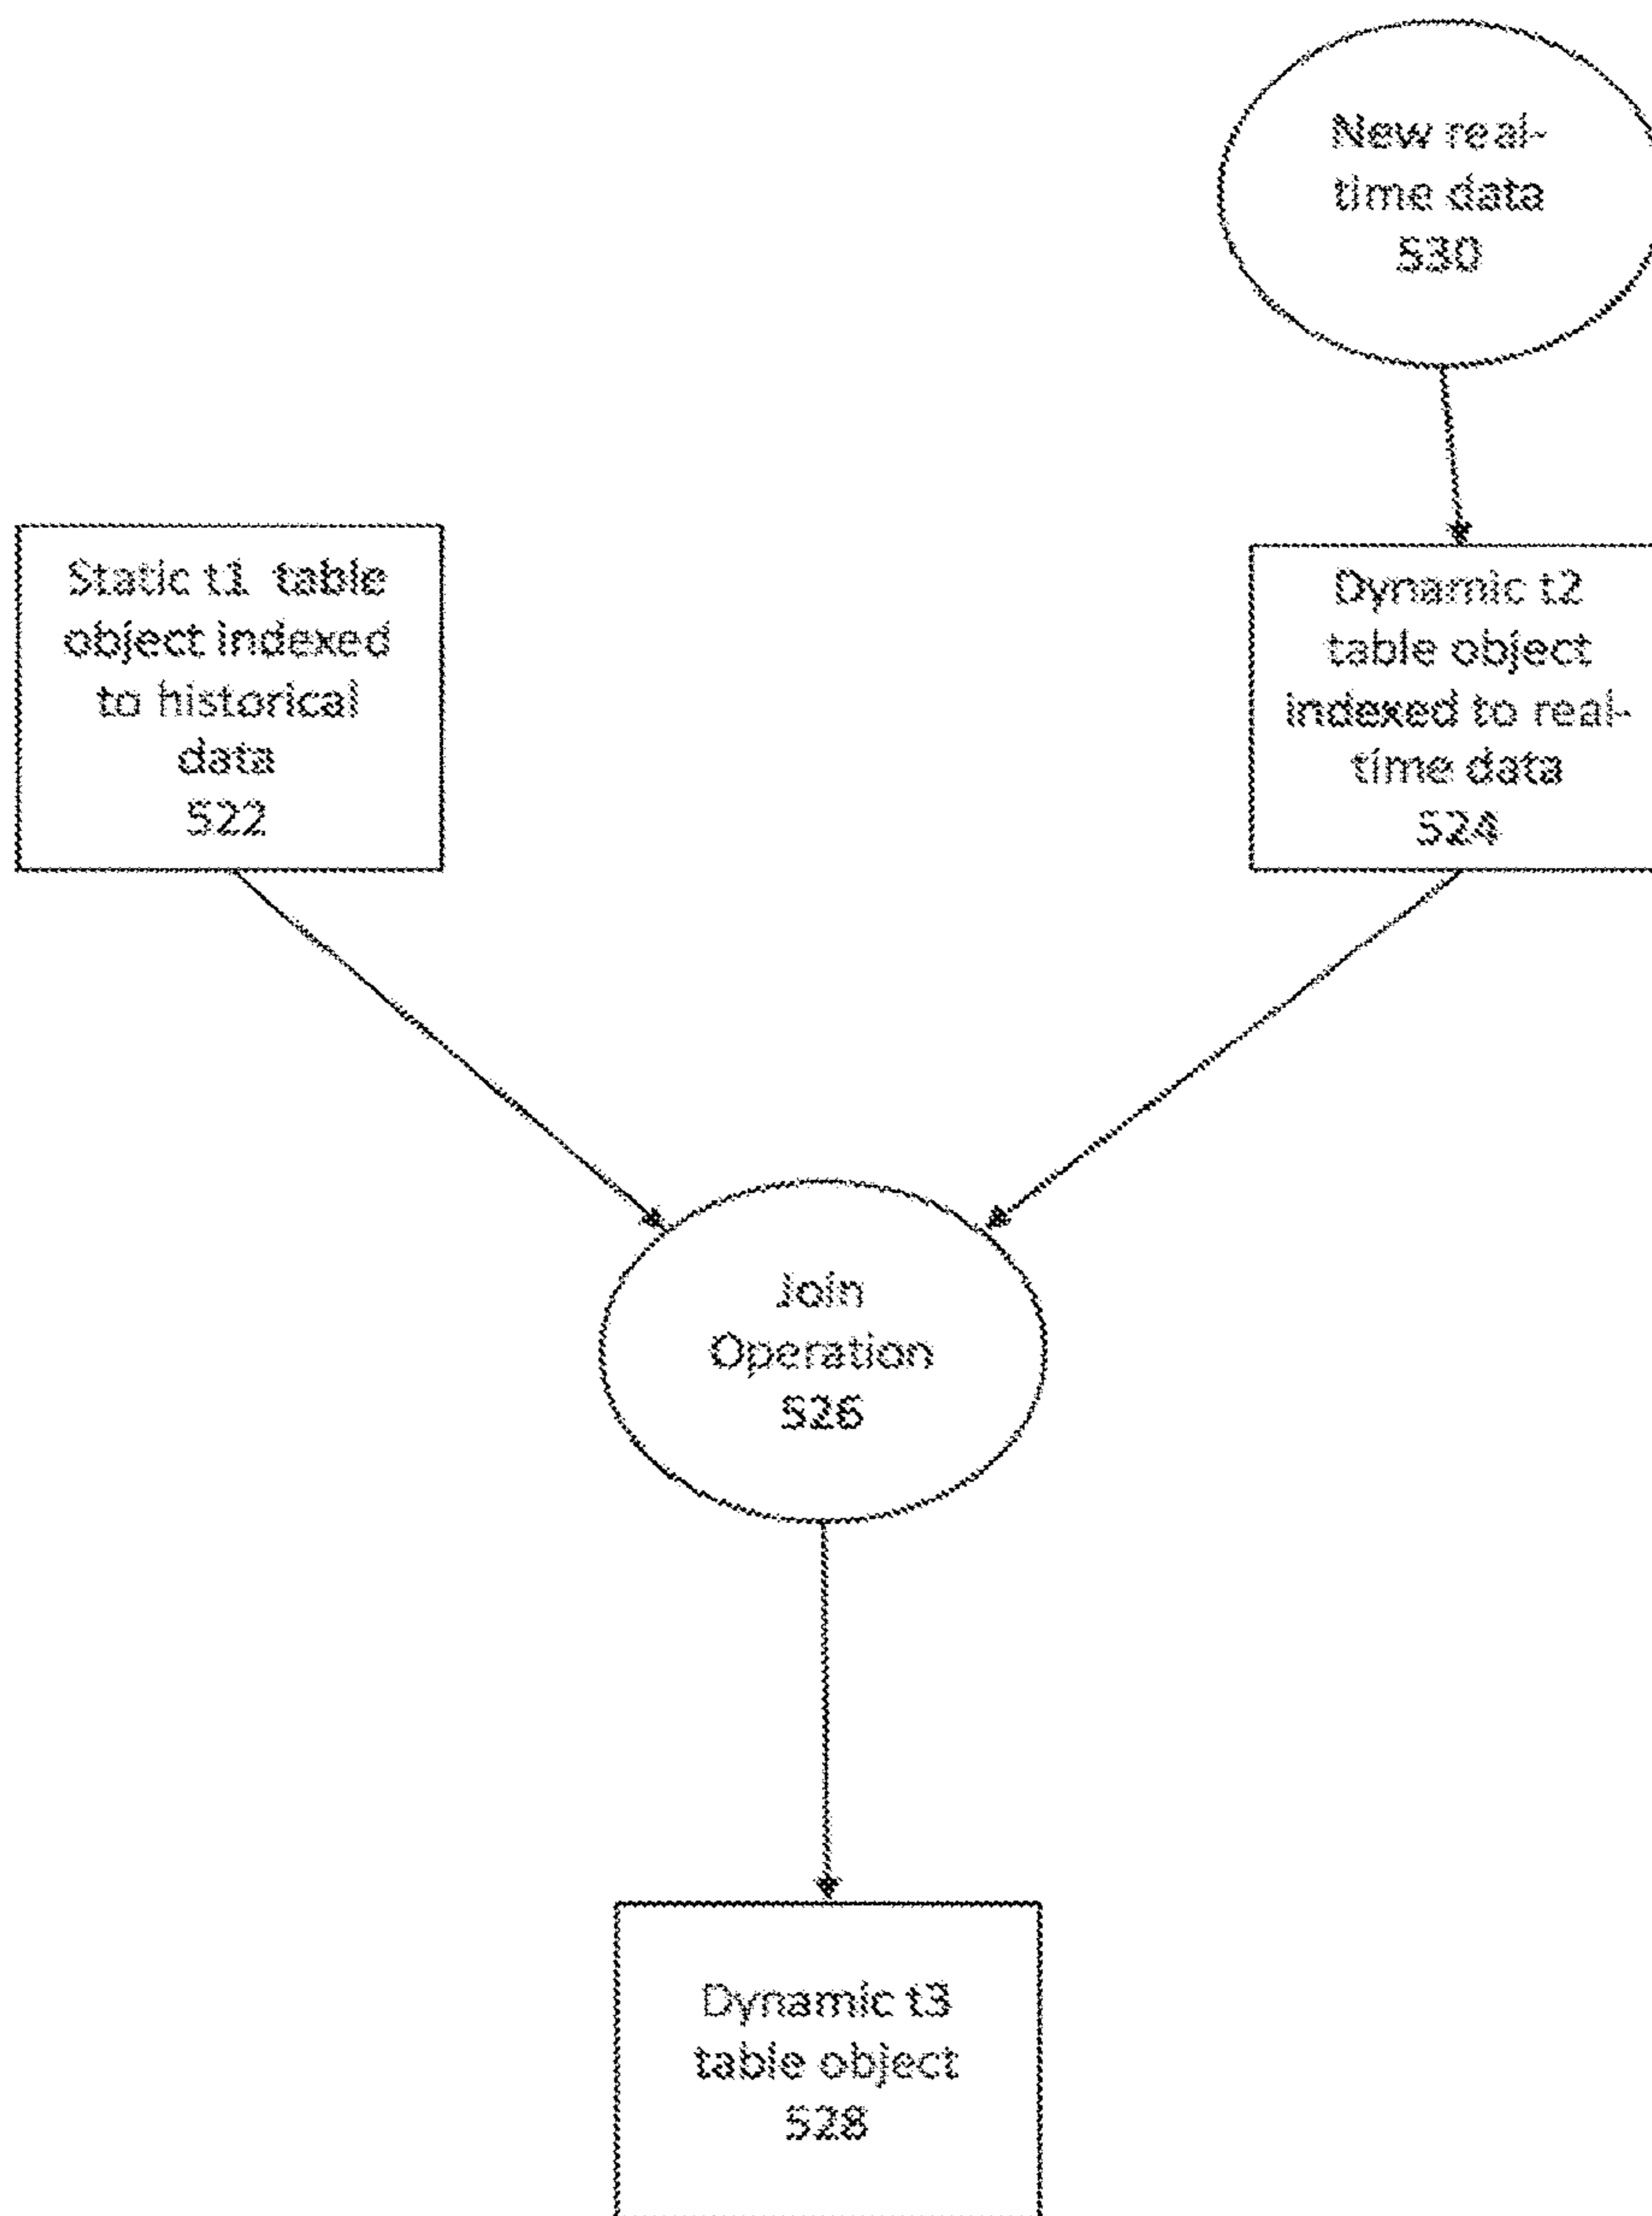 New real-
time data
530
Static t1 table
object indexed
to historical
data
522
Dynamic t2
table object
indexed to real-
time data
524
Join
Operation
526
Dynamic t3
table object
528